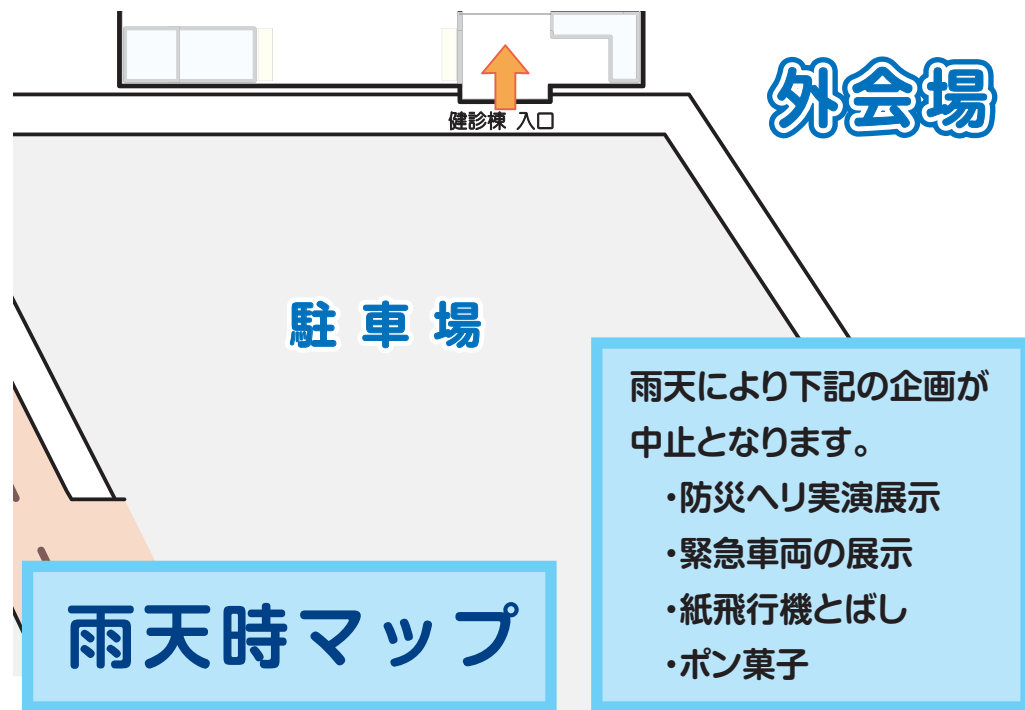 外会場
健診棟 入口
駐車場
雨天により下記の企画が
中止となります。
・防災ヘリ実演展示
・緊急車両の展示
・紙飛行機とばし
・ポン菓子
雨天時マップ